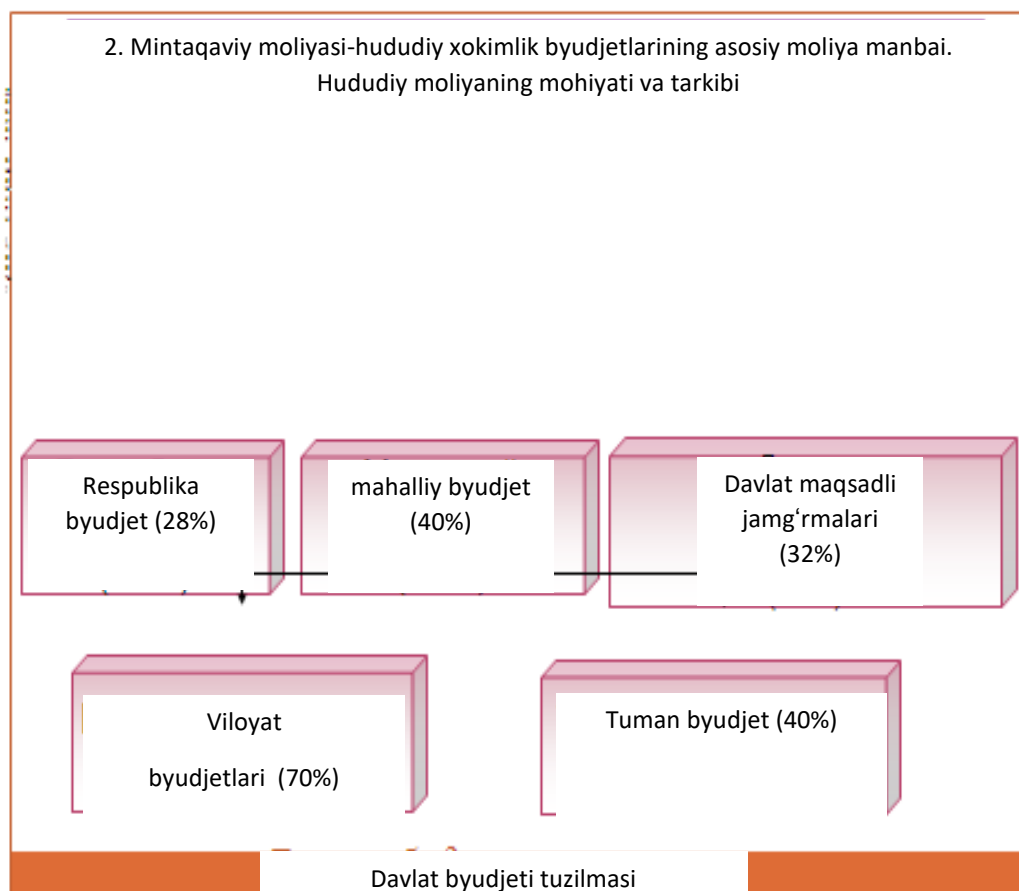 2. Mintaqaviy moliyasi-hududiy xokimlik byudjetlarining asosiy moliya manbai.
Hududiy moliyaning mohiyati va tarkibi
Respublika
byudjet (28%)
mahalliy byudjet
(40%)
Davlat maqsadli
jamg‘rmalari
(32%)
Viloyat
byudjetlari (70%)
Tuman byudjet (40%)
Davlat byudjeti tuzilmasi